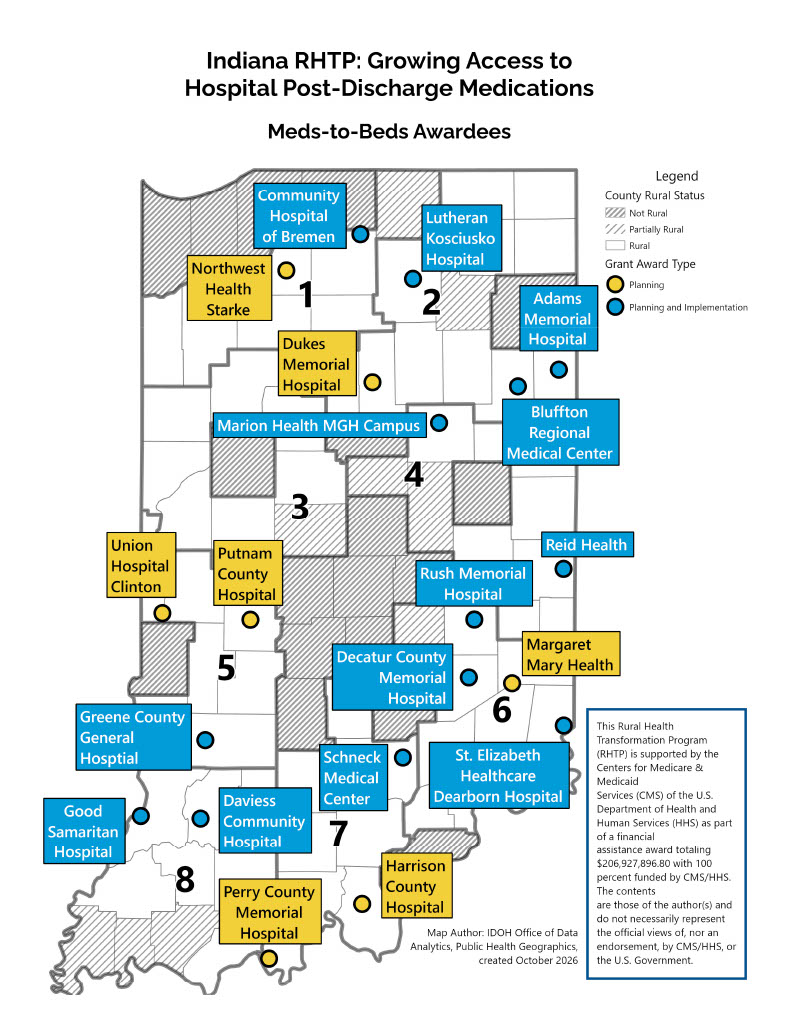 Indiana RHTP: Growing Access to
Hospital Post-Discharge Medications
Meds-to-Beds Awardees
Legend
County Rural Status
Not Rural
Partially Rural
Rural
Grant Award Type
Planning
Planning and Implementation
Community
Hospital
of Bremen
Lutheran
Kosciusko
Hospital
Northwest
Health
Starke
1
2
Adams
Memorial
Hospital
Dukes
Memorial
Hospital
Marion Health MGH Campus
Bluffton
Regional
Medical Center
4
3
Union
Hospital
Clinton
Putnam
County
Hospital
Reid Health
Rush Memorial
Hospital
Margaret
Mary Health
Decatur County
Memorial
Hospital
5
6
Greene County
General
Hosptial
Schneck
Medical
Center
St. Elizabeth
Healthcare
Dearborn Hospital
Good
Samaritan
Hospital
Daviess
Community
Hospital
7
8
Harrison
County
Hospital
Perry County
Memorial
Hospital
Map Author: IDOH Office of Data
Analytics, Public Health Geographics,
created October 2026
This Rural Health
Transformation Program
(RHTP) is supported by the
Centers for Medicare &
Medicaid
Services (CMS) of the U.S.
Department of Health and
Human Services (HHS) as part
of a financial
assistance award totaling
$206,927,896.80 with 100
percent funded by CMS/HHS.
The contents
are those of the author(s) and
do not necessarily represent
the official views of, nor an
endorsement, by CMS/HHS, or
the U.S. Government.